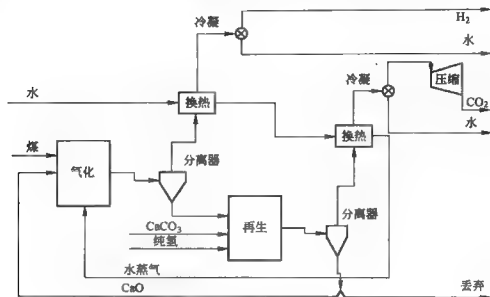 H₂
冷凝
水
冷凝
压缩
水
换热
CO₂
换热
水
煤
分离器
气化
分离器
CaCO₃
再生
纯氢
水蒸气
CaO
丢弃